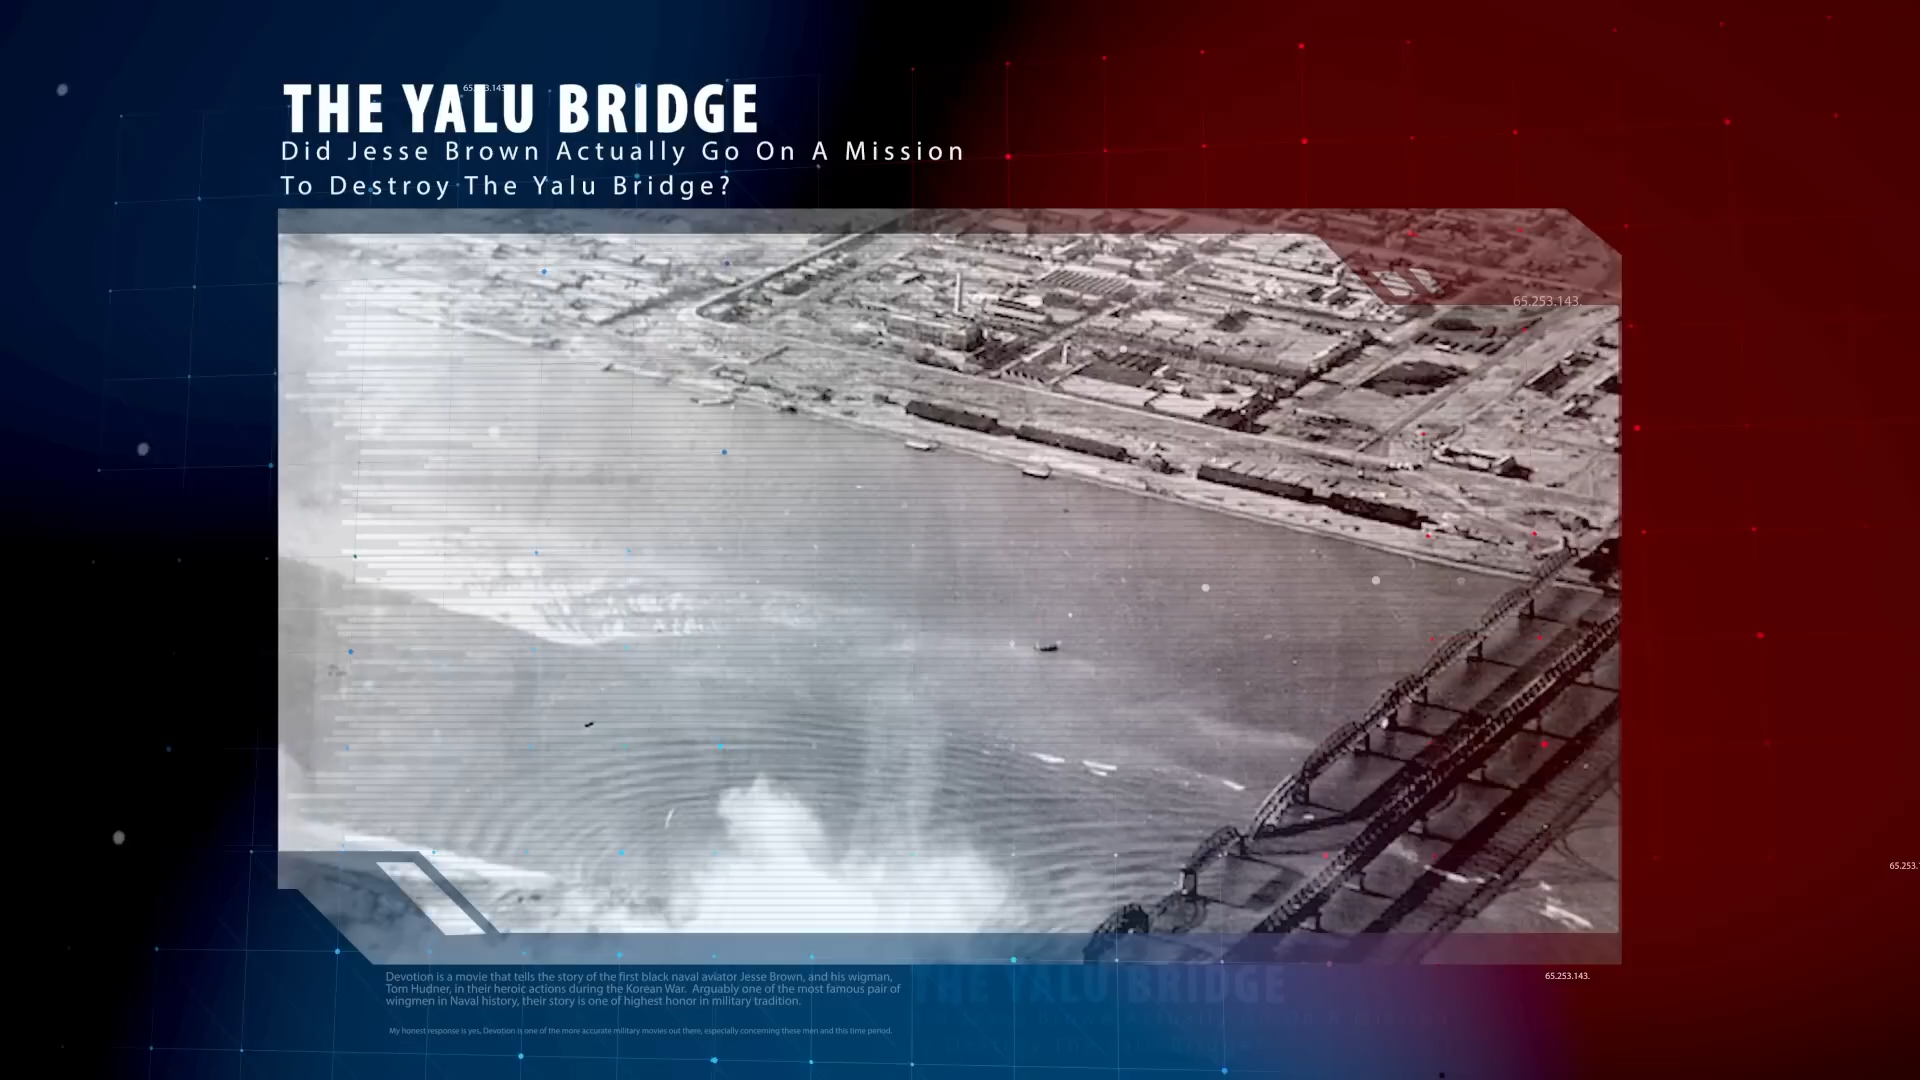 65.253.143.
THE YALU BRIDGE
Did Jesse Brown Actually Go On A Mission
To Destroy The Yalu Bridge?
65.253.143.
65.253.
65.253.143.
Devotion is a movie that tells the story of the first black naval aviator Jesse Brown, and his wigman,
Tom Hudner, in their heroic actions during the Korean War. Arguably one of the most famous pair of
wingmen in Naval history, their story is one of highest honor in military tradition.
THE YALU BRIDGE
My honest response is yes, Devotion is one of the more accurate military movies out there, especially concerning these men and this time period.